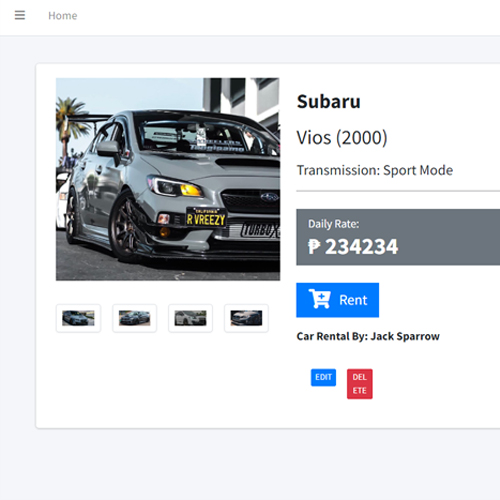 Home
Subaru
Vios (2000)
Transmission: Sport Mode
Daily Rate:
₱ 234234
Rent
Car Rental By: Jack Sparrow
EDIT
DEL
ETE
CALIFORNIA
R VREEZY
TURBOX